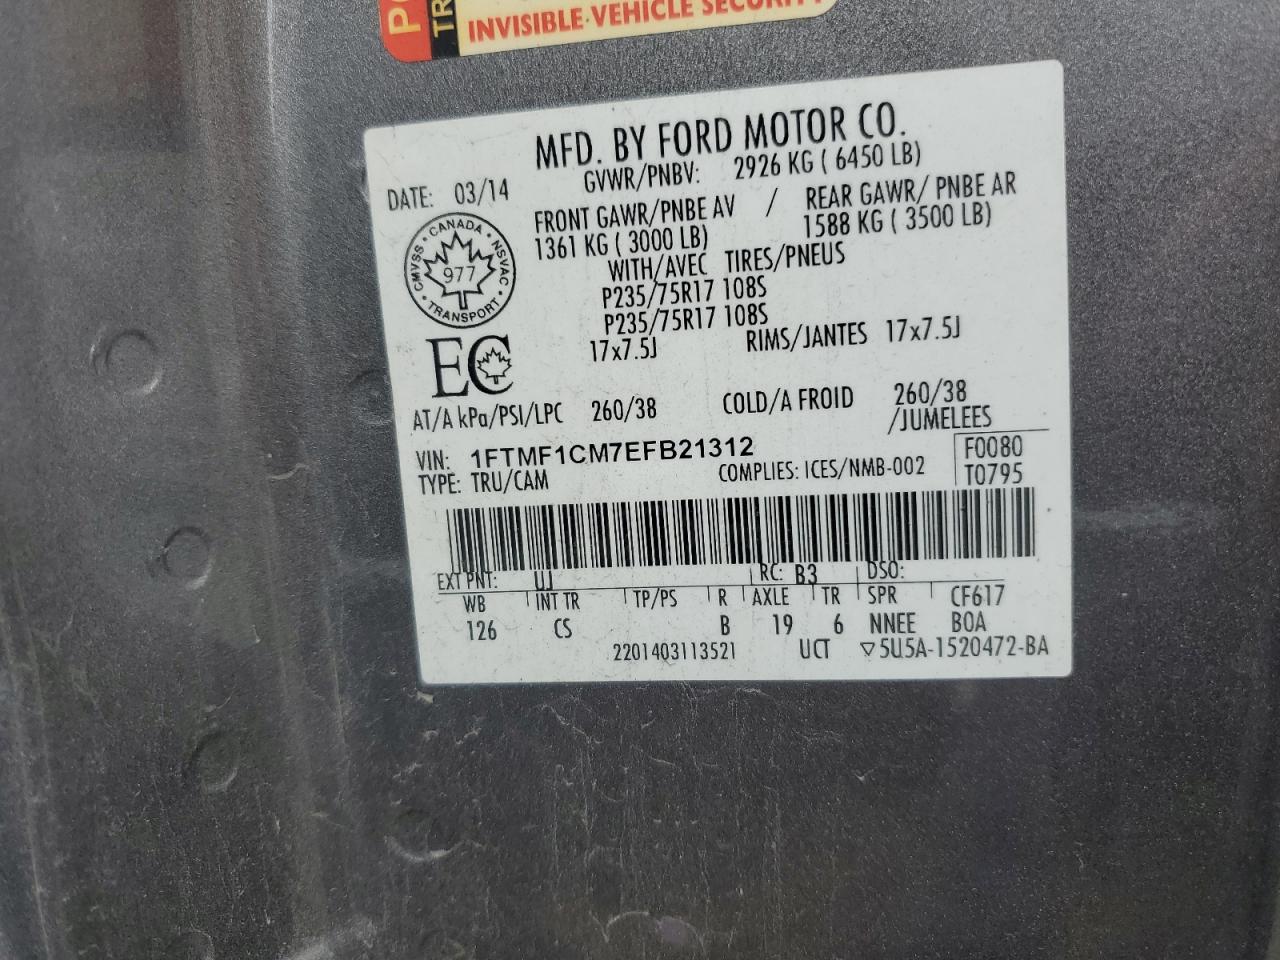 INVISIBLE·VEHICLE SECURITY
MFD. BY FORD MOTOR CO.
DATE: 03/14
GVWR/PNBV: 2926 KG ( 6450 LB)
FRONT GAWR/PNBE AV / REAR GAWR/ PNBE AR
1361 KG ( 3000 LB) 1588 KG ( 3500 LB)
WITH/AVEC TIRES/PNEUS
P235/75R17 108S
P235/75R17 108S
17x7.5J RIMS/JANTES 17x7.5J
CMVSS · CANADA · NSVAC · TRANSPORT ·
977
EC
AT/A kPa/PSI/LPC 260/38 COLD/A FROID 260/38
/JUMELEES
VIN: 1FTMF1CM7EFB21312
F0080
TYPE: TRU/CAM COMPLIES: ICES/NMB-002 T0795
EXT PNT: UJ RC: B3 DSO:
WB INT TR TP/PS R AXLE TR SPR CF617
126 CS B 19 6 NNEE BOA
2201403113521 UCT ▽5U5A-1520472-BA